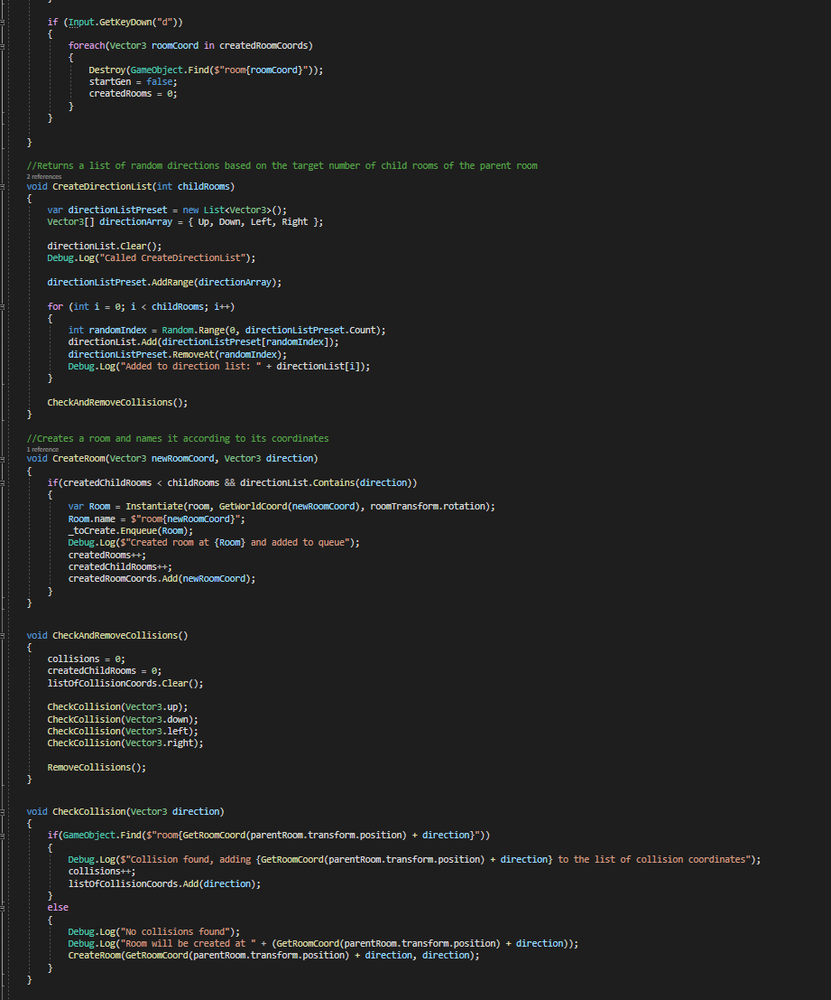 }
if (Input.GetKeyDown("d"))
{
foreach(Vector3 roomCoord in createdRoomCoords)
{
Destroy(GameObject.Find($"room{roomCoord}"));
startGen = false;
createdRooms = 0;
}
}
}
//Returns a list of random directions based on the target number of child rooms of the parent room
2 references
void CreateDirectionList(int childRooms)
{
var directionListPreset = new List<Vector3>();
Vector3[] directionArray = { Up, Down, Left, Right };
directionList.Clear();
Debug.Log("Called CreateDirectionList");
directionListPreset.AddRange(directionArray);
for (int i = 0; i < childRooms; i++)
{
int randomIndex = Random.Range(0, directionListPreset.Count);
directionList.Add(directionListPreset[randomIndex]);
directionListPreset.RemoveAt(randomIndex);
Debug.Log("Added to direction list: " + directionList[i]);
}
CheckAndRemoveCollisions();
}
//Creates a room and names it according to its coordinates
1 reference
void CreateRoom(Vector3 newRoomCoord, Vector3 direction)
{
if(createdChildRooms < childRooms && directionList.Contains(direction))
{
var Room = Instantiate(room, GetWorldCoord(newRoomCoord), roomTransform.rotation);
Room.name = $"room{newRoomCoord}";
_toCreate.Enqueue(Room);
Debug.Log($"Created room at {Room} and added to queue");
createdRooms++;
createdChildRooms++;
createdRoomCoords.Add(newRoomCoord);
}
}
void CheckAndRemoveCollisions()
{
collisions = 0;
createdChildRooms = 0;
listOfCollisionCoords.Clear();
CheckCollision(Vector3.up);
CheckCollision(Vector3.down);
CheckCollision(Vector3.left);
CheckCollision(Vector3.right);
RemoveCollisions();
}
void CheckCollision(Vector3 direction)
{
if(GameObject.Find($"room{GetRoomCoord(parentRoom.transform.position) + direction}"))
{
Debug.Log($"Collision found, adding {GetRoomCoord(parentRoom.transform.position) + direction} to the list of collision coordinates");
collisions++;
listOfCollisionCoords.Add(direction);
}
else
{
Debug.Log("No collisions found");
Debug.Log("Room will be created at " + (GetRoomCoord(parentRoom.transform.position) + direction));
CreateRoom(GetRoomCoord(parentRoom.transform.position) + direction, direction);
}
}